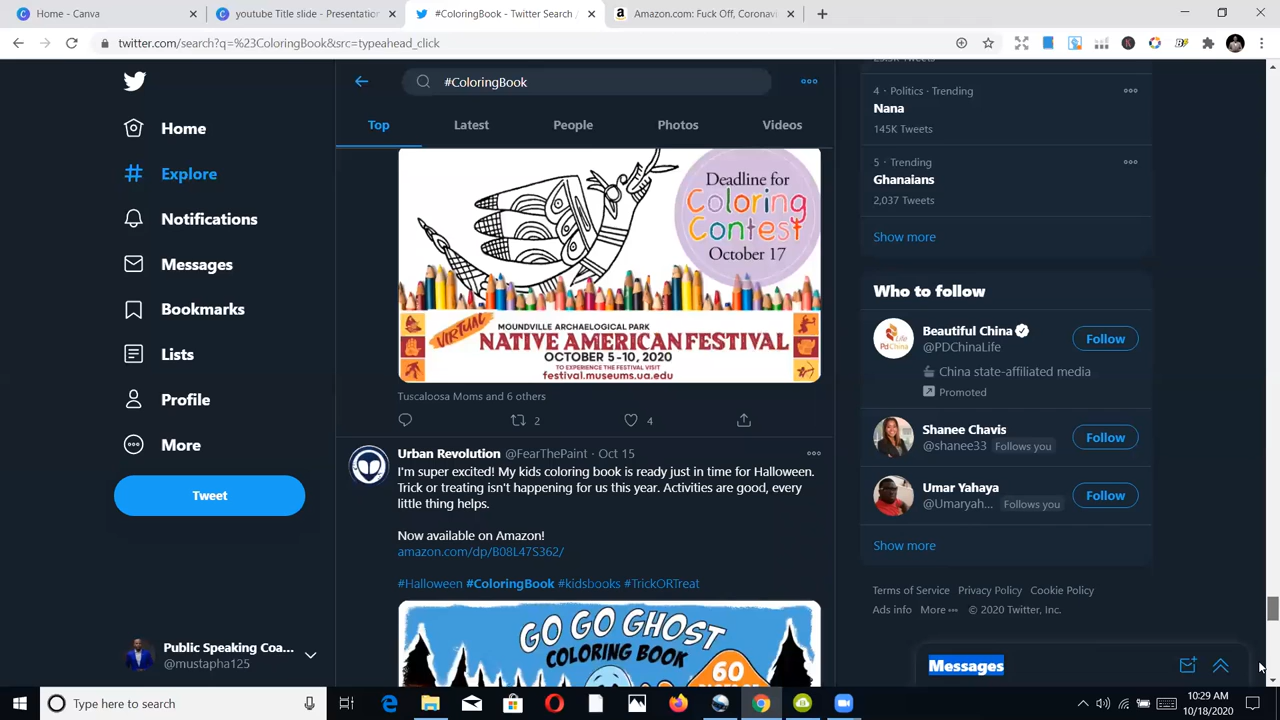 Home - Canva
youtube Title slide - Presentation
#ColoringBook - Twitter Search /
Amazon.com: Fuck Off, Coronavi
twitter.com/search?q=%23ColoringBook&src=typeahead_click
#ColoringBook
Top Latest People Photos Videos
Home
Explore
Notifications
Messages
Bookmarks
Lists
Profile
More
Tweet
Public Speaking Coa...
@mustapha125
Deadline for
Coloring
Contest
October 17
VIRTUAL
MOUNDVILLE ARCHAELOGICAL PARK
NATIVE AMERICAN FESTIVAL
OCTOBER 5-10, 2020
TO EXPERIENCE THE FESTIVAL VISIT
festival.museums.ua.edu
Tuscaloosa Moms and 6 others
2 4
Urban Revolution @FearThePaint · Oct 15
I'm super excited! My kids coloring book is ready just in time for Halloween.
Trick or treating isn't happening for us this year. Activities are good, every
little thing helps.
Now available on Amazon!
amazon.com/dp/B08L47S362/
#Halloween #ColoringBook #kidsbooks #TrickORTreat
GO GO GHOST
COLORING BOOK
60
4 · Politics · Trending
Nana
145K Tweets
5 · Trending
Ghanaians
2,037 Tweets
Show more
Who to follow
Beautiful China
@PDChinaLife
Follow
China state-affiliated media
Promoted
Shanee Chavis
@shanee33 Follows you
Follow
Umar Yahaya
@Umaryah... Follows you
Follow
Show more
Terms of Service Privacy Policy Cookie Policy
Ads info More © 2020 Twitter, Inc.
Messages
Type here to search
10:29 AM
10/18/2020